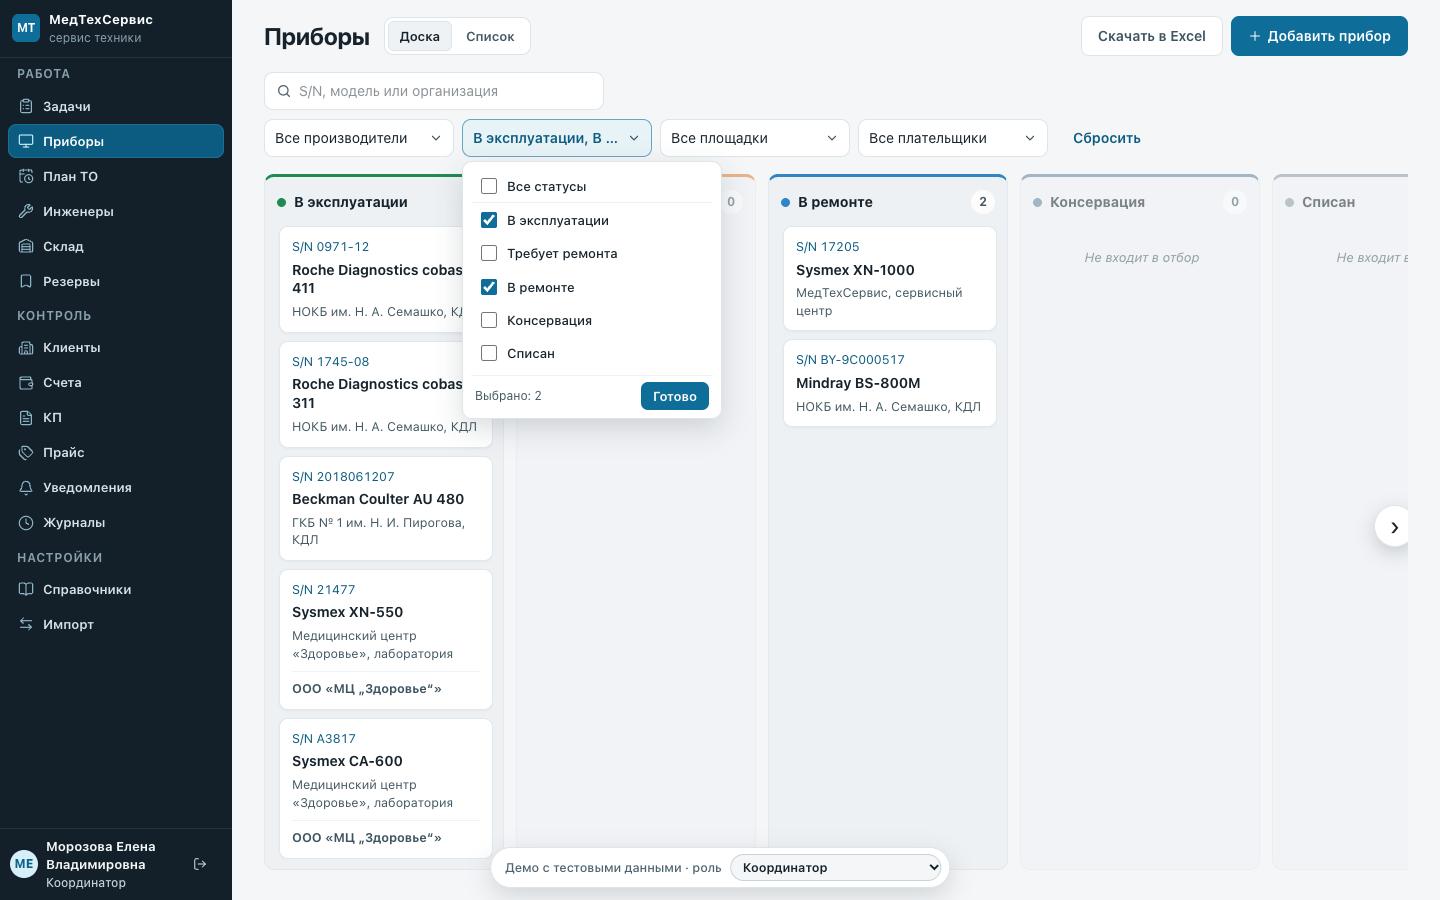 МТ
МедТехСервис
сервис техники
РАБОТА
Задачи
Приборы
План ТО
Инженеры
Склад
Резервы
КОНТРОЛЬ
Клиенты
Счета
КП
Прайс
Уведомления
Журналы
НАСТРОЙКИ
Справочники
Импорт
МЕ
Морозова Елена
Владимировна
Координатор
Приборы
Доска
Список
Скачать в Excel
+ Добавить прибор
S/N, модель или организация
Все производители
В эксплуатации, В ...
Все площадки
Все плательщики
Сбросить
Все статусы
В эксплуатации
Требует ремонта
В ремонте
Консервация
Списан
Выбрано: 2
Готово
В эксплуатации
S/N 0971-12
Roche Diagnostics cobas
411
НОКБ им. Н. А. Семашко,
S/N 1745-08
Roche Diagnostics cobas
311
НОКБ им. Н. А. Семашко, КДЛ
S/N 2018061207
Beckman Coulter AU 480
ГКБ № 1 им. Н. И. Пирогова,
КДЛ
S/N 21477
Sysmex XN-550
Медицинский центр
«Здоровье», лаборатория
ООО «МЦ „Здоровье“»
S/N A3817
Sysmex CA-600
Медицинский центр
«Здоровье», лаборатория
ООО «МЦ „Здоровье“»
0
В ремонте
2
S/N 17205
Sysmex XN-1000
МедТехСервис, сервисный
центр
S/N BY-9C000517
Mindray BS-800M
НОКБ им. Н. А. Семашко, КДЛ
Консервация
0
Не входит в отбор
Списан
Не входит в
Демо с тестовыми данными · роль
Координатор